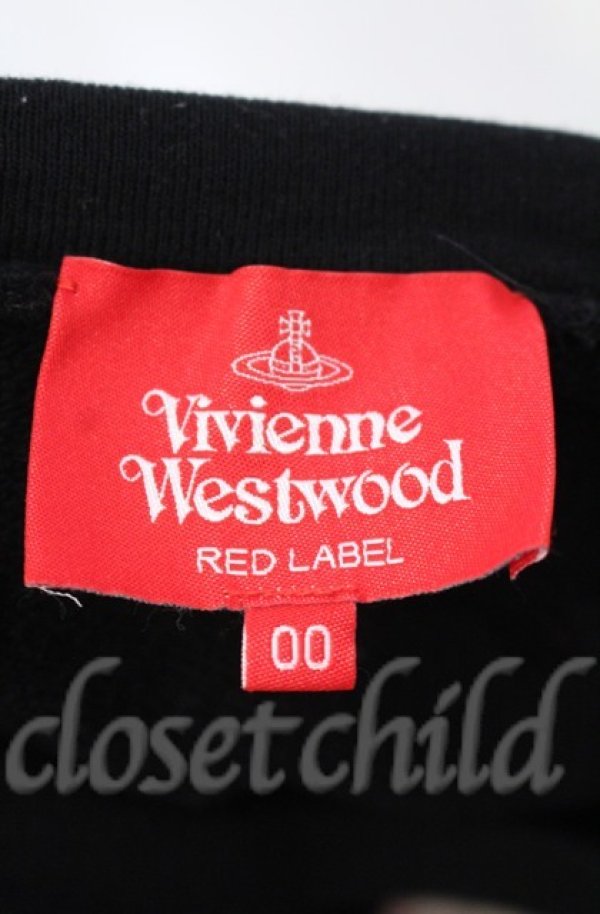 Vivienne
Westwood
RED LABEL
00
closetchild